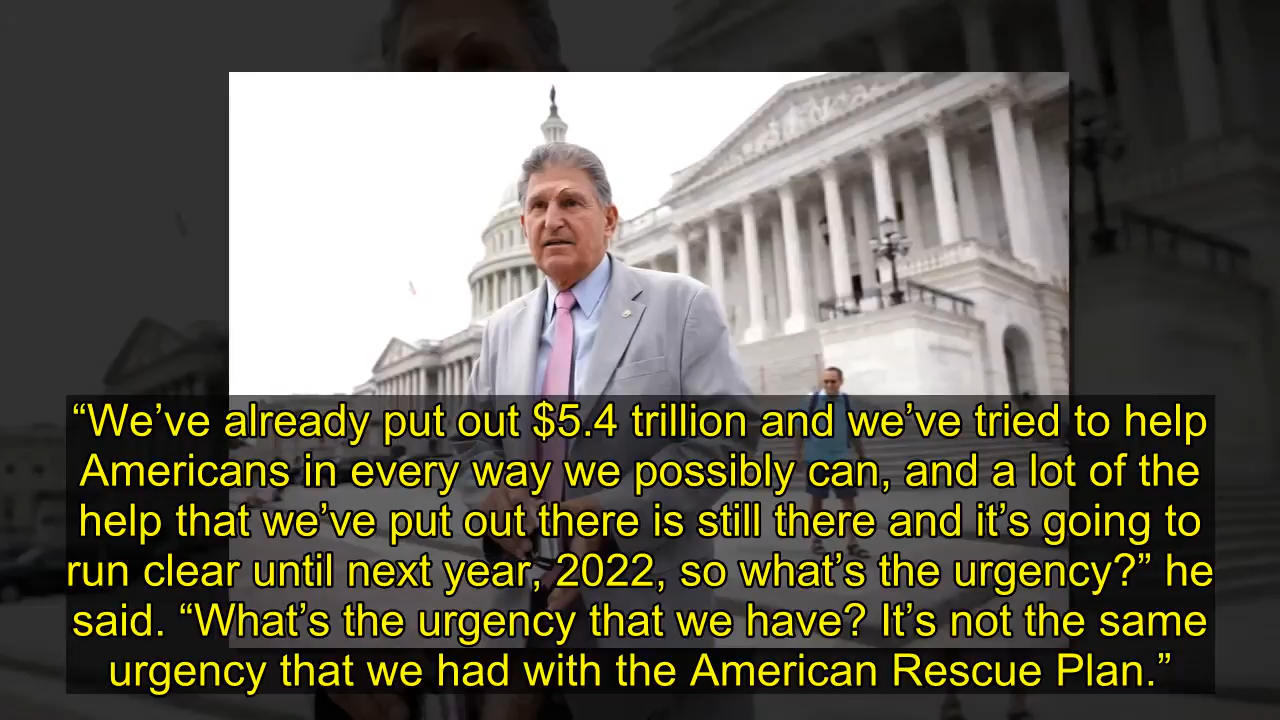 “We’ve already put out $5.4 trillion and we’ve tried to help
Americans in every way we possibly can, and a lot of the
help that we’ve put out there is still there and it’s going to
run clear until next year, 2022, so what’s the urgency?” he
said. “What’s the urgency that we have? It’s not the same
urgency that we had with the American Rescue Plan.”